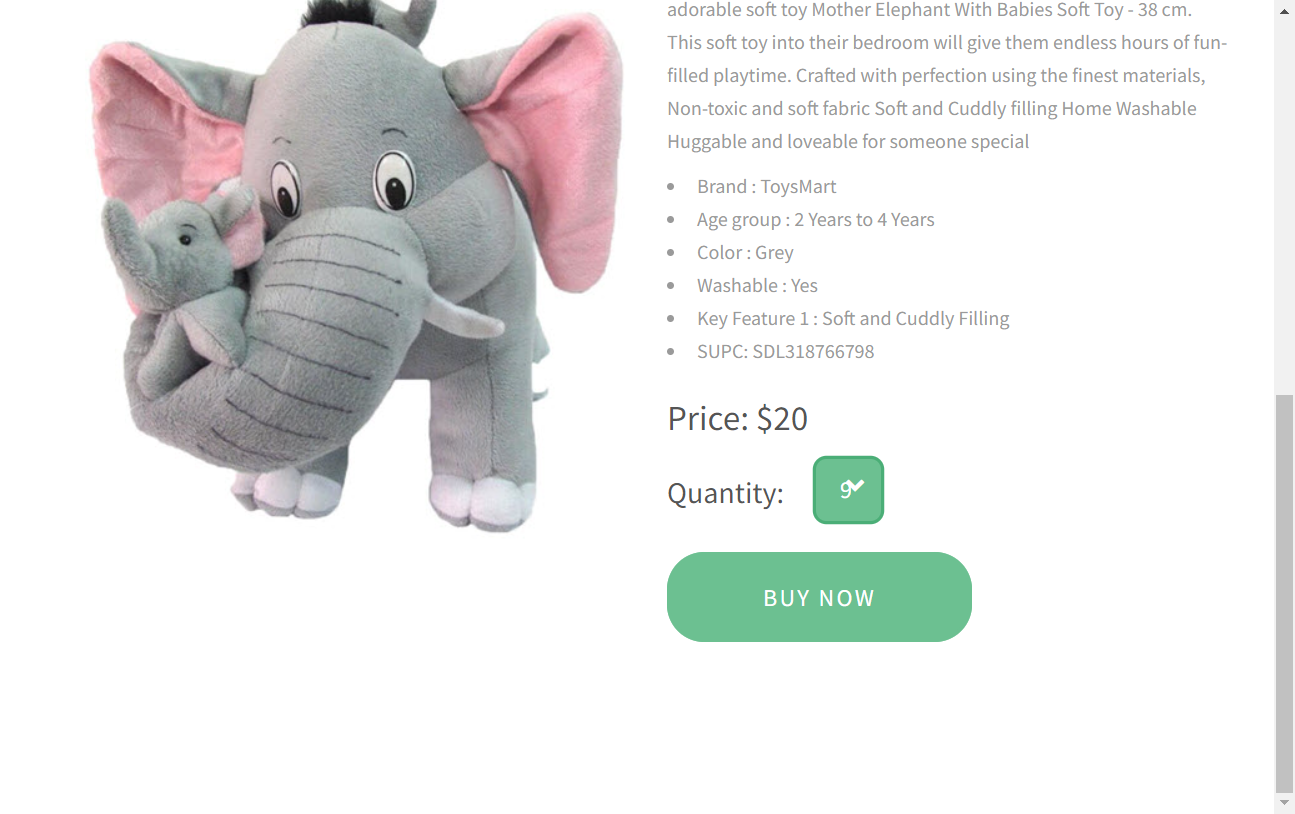 adorable soft toy Mother Elephant With Babies Soft Toy - 38 cm.
This soft toy into their bedroom will give them endless hours of fun-
filled playtime. Crafted with perfection using the finest materials,
Non-toxic and soft fabric Soft and Cuddly filling Home Washable
Huggable and loveable for someone special
Brand : ToysMart
Age group : 2 Years to 4 Years
Color : Grey
Washable : Yes
Key Feature 1 : Soft and Cuddly Filling
SUPC: SDL318766798
Price: $20
Quantity: 9
BUY NOW